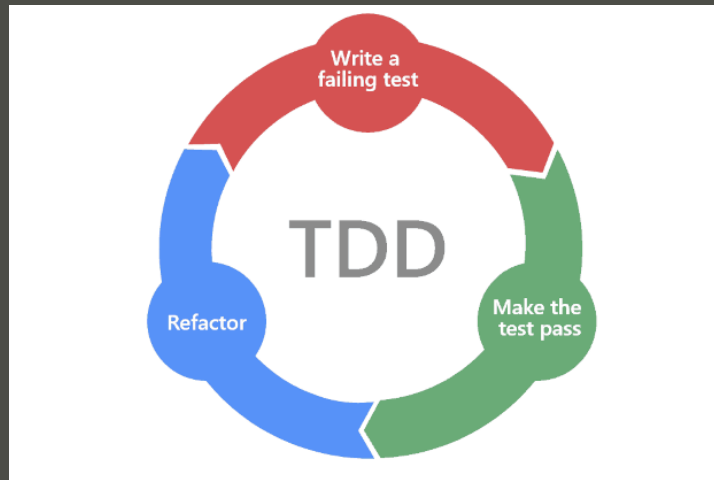 Write a
failing test
TDD
Refactor
Make the
test pass